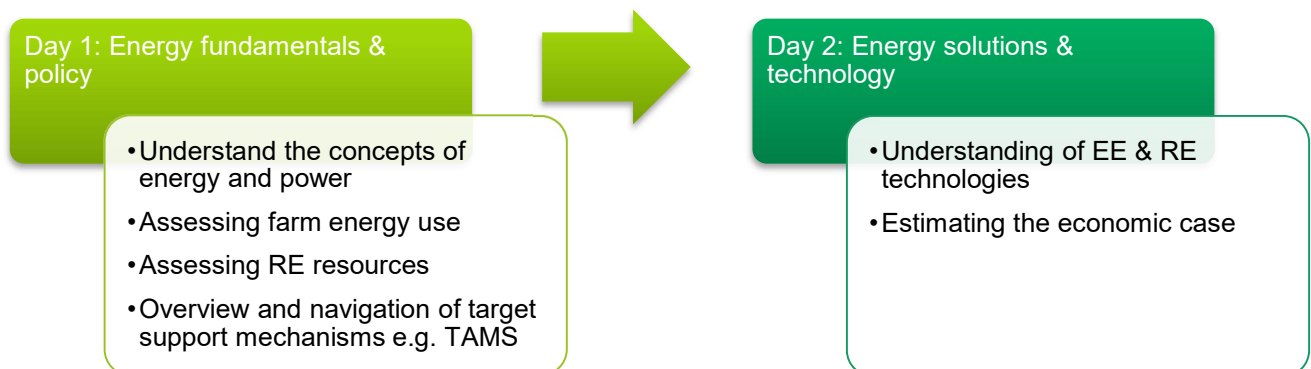 Day 1: Energy fundamentals &
policy
•Understand the concepts of
energy and power
•Assessing farm energy use
•Assessing RE resources
•Overview and navigation of target
support mechanisms e.g. TAMS
Day 2: Energy solutions &
technology
•Understanding of EE & RE
technologies
•Estimating the economic case